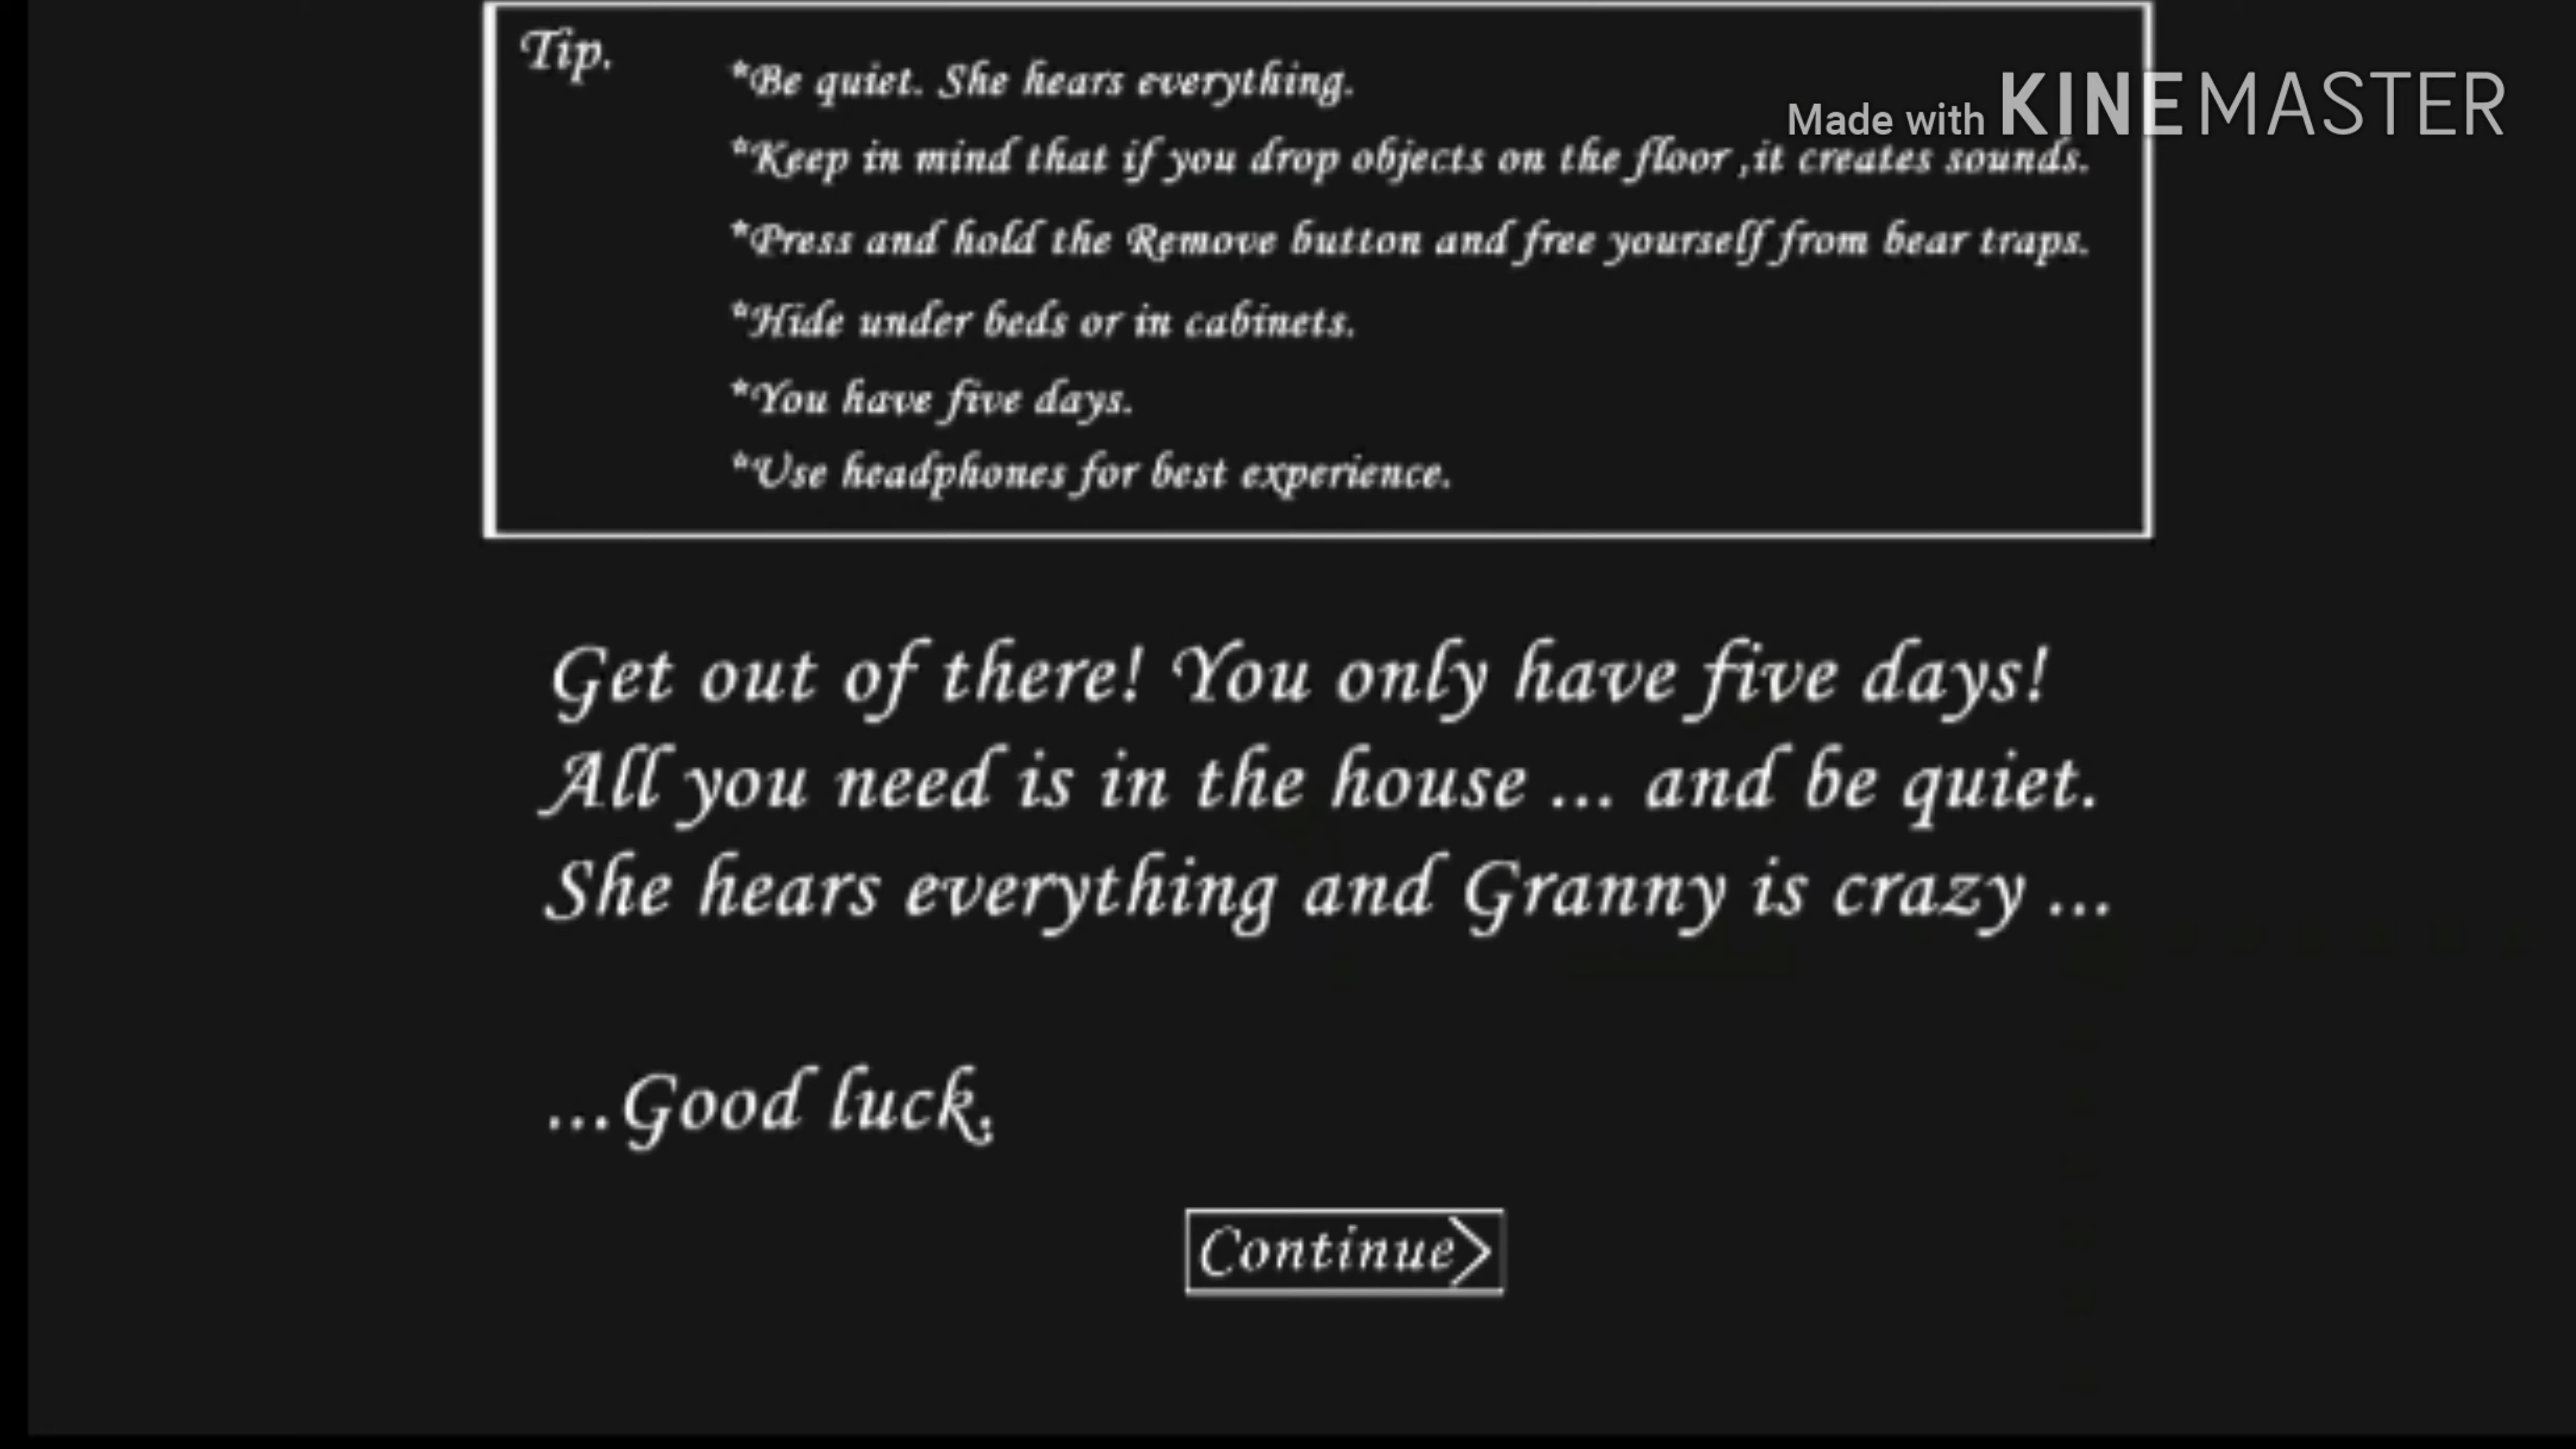 Tip.
*Be quiet. She hears everything.
Made with KINEMASTER
*Keep in mind that if you drop objects on the floor ,it creates sounds.
*Press and hold the Remove button and free yourself from bear traps.
*Hide under beds or in cabinets.
*You have five days.
*Use headphones for best experience.
Get out of there! You only have five days!
All you need is in the house ... and be quiet.
She hears everything and Granny is crazy ...
...Good luck.
Continue>